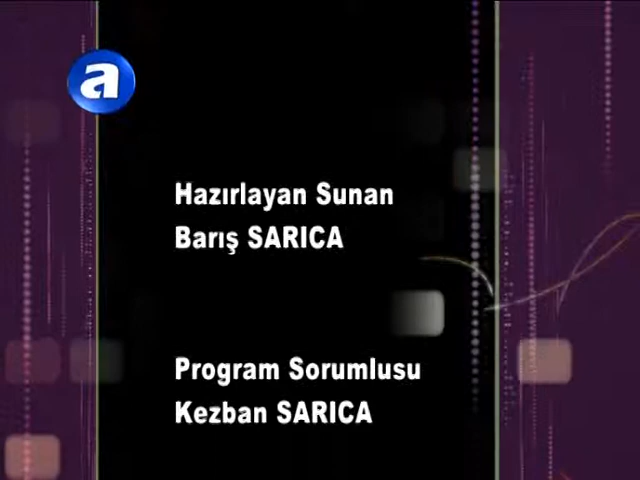 a
Hazırlayan Sunan
Barış SARICA
Program Sorumlusu
Kezban SARICA